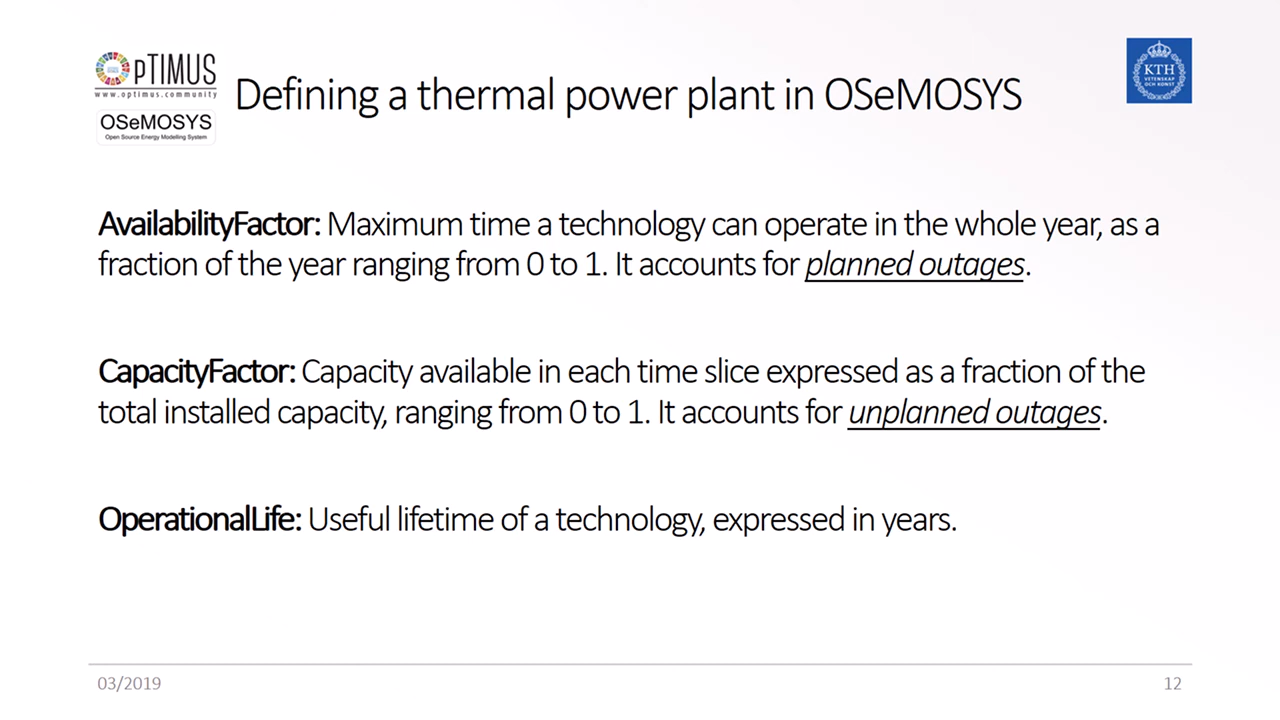 OpTIMUS
www.optimus.community
OSeMOSYS
Open Source Energy Modelling System
Defining a thermal power plant in OSeMOSYS
KTH
VETENSKAP
OCH KONST
AvailabilityFactor: Maximum time a technology can operate in the whole year, as a
fraction of the year ranging from 0 to 1. It accounts for planned outages.
CapacityFactor: Capacity available in each time slice expressed as a fraction of the
total installed capacity, ranging from 0 to 1. It accounts for unplanned outages.
OperationalLife: Useful lifetime of a technology, expressed in years.
03/2019
12